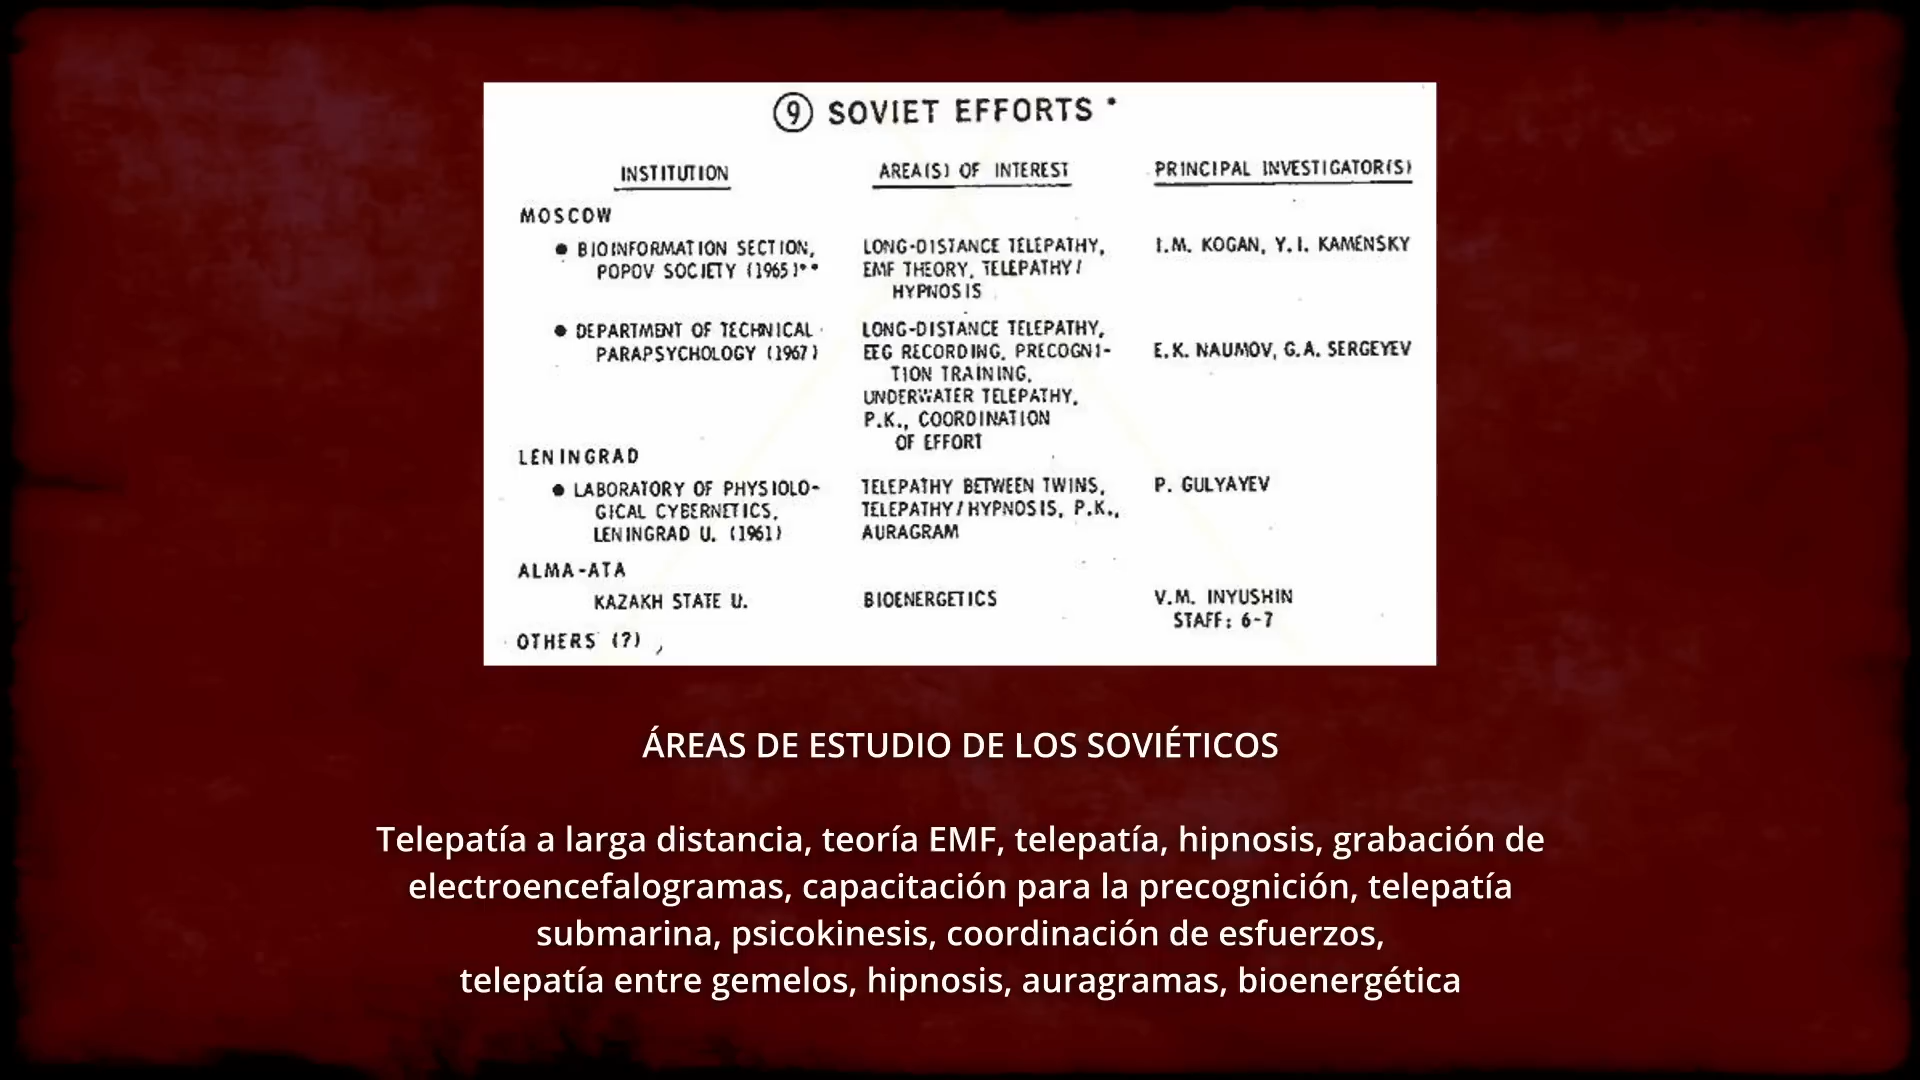 9 SOVIET EFFORTS *
INSTITUTION AREA(S) OF INTEREST PRINCIPAL INVESTIGATOR(S)
MOSCOW
● BIOINFORMATION SECTION, LONG-DISTANCE TELEPATHY, I.M. KOGAN, Y.I. KAMENSKY
POPOV SOCIETY (1965)** EMF THEORY, TELEPATHY/
HYPNOSIS
● DEPARTMENT OF TECHNICAL LONG-DISTANCE TELEPATHY,
PARAPSYCHOLOGY (1967) EEG RECORDING, PRECOGNI- E.K. NAUMOV, G.A. SERGEYEV
TION TRAINING,
UNDERWATER TELEPATHY,
P.K., COORDINATION
OF EFFORT
LENINGRAD
● LABORATORY OF PHYSIOLO- TELEPATHY BETWEEN TWINS, P. GULYAYEV
GICAL CYBERNETICS, TELEPATHY/HYPNOSIS, P.K.,
LENINGRAD U. (1961) AURAGRAM
ALMA-ATA
KAZAKH STATE U. BIOENERGETICS V.M. INYUSHIN
STAFF: 6-7
OTHERS (?)
ÁREAS DE ESTUDIO DE LOS SOVIÉTICOS
Telepatía a larga distancia, teoría EMF, telepatía, hipnosis, grabación de
electroencefalogramas, capacitación para la precognición, telepatía
submarina, psicokinesis, coordinación de esfuerzos,
telepatía entre gemelos, hipnosis, auragramas, bioenergética